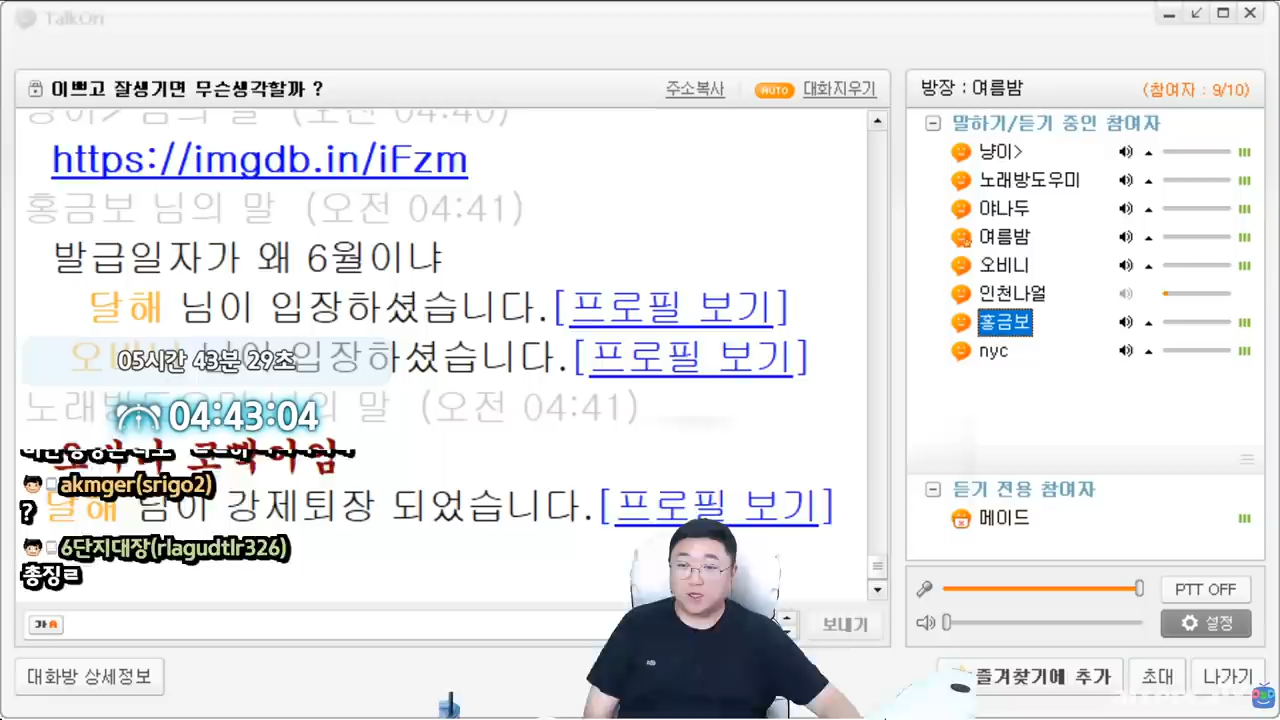 TalkOn
이쁘고 잘생기면 무슨생각할까 ?
주소복사
AUTO
대화지우기
https://imgdb.in/iFzm
홍금보 님의 말 (오전 04:41)
발급일자가 왜 6월이냐
달해 님이 입장하셨습니다.[프로필 보기]
05시간 43분 29초
입장하셨습니다.[프로필 보기]
님의 말 (오전 04:41)
04:43:04
akmger(srigo2)
?
달해 님이 강제퇴장 되었습니다.[프로필 보기]
6단지대장(rlagudtlr326)
총징ㄹ
가
보내기
대화방 상세정보
방장 : 여름밤
(참여자 : 9/10)
말하기/듣기 중인 참여자
냥이>
노래방도우미
야나두
여름밤
오비니
인천나얼
홍금보
nyc
듣기 전용 참여자
메이드
PTT OFF
설정
즐겨찾기에 추가
초대
나가기